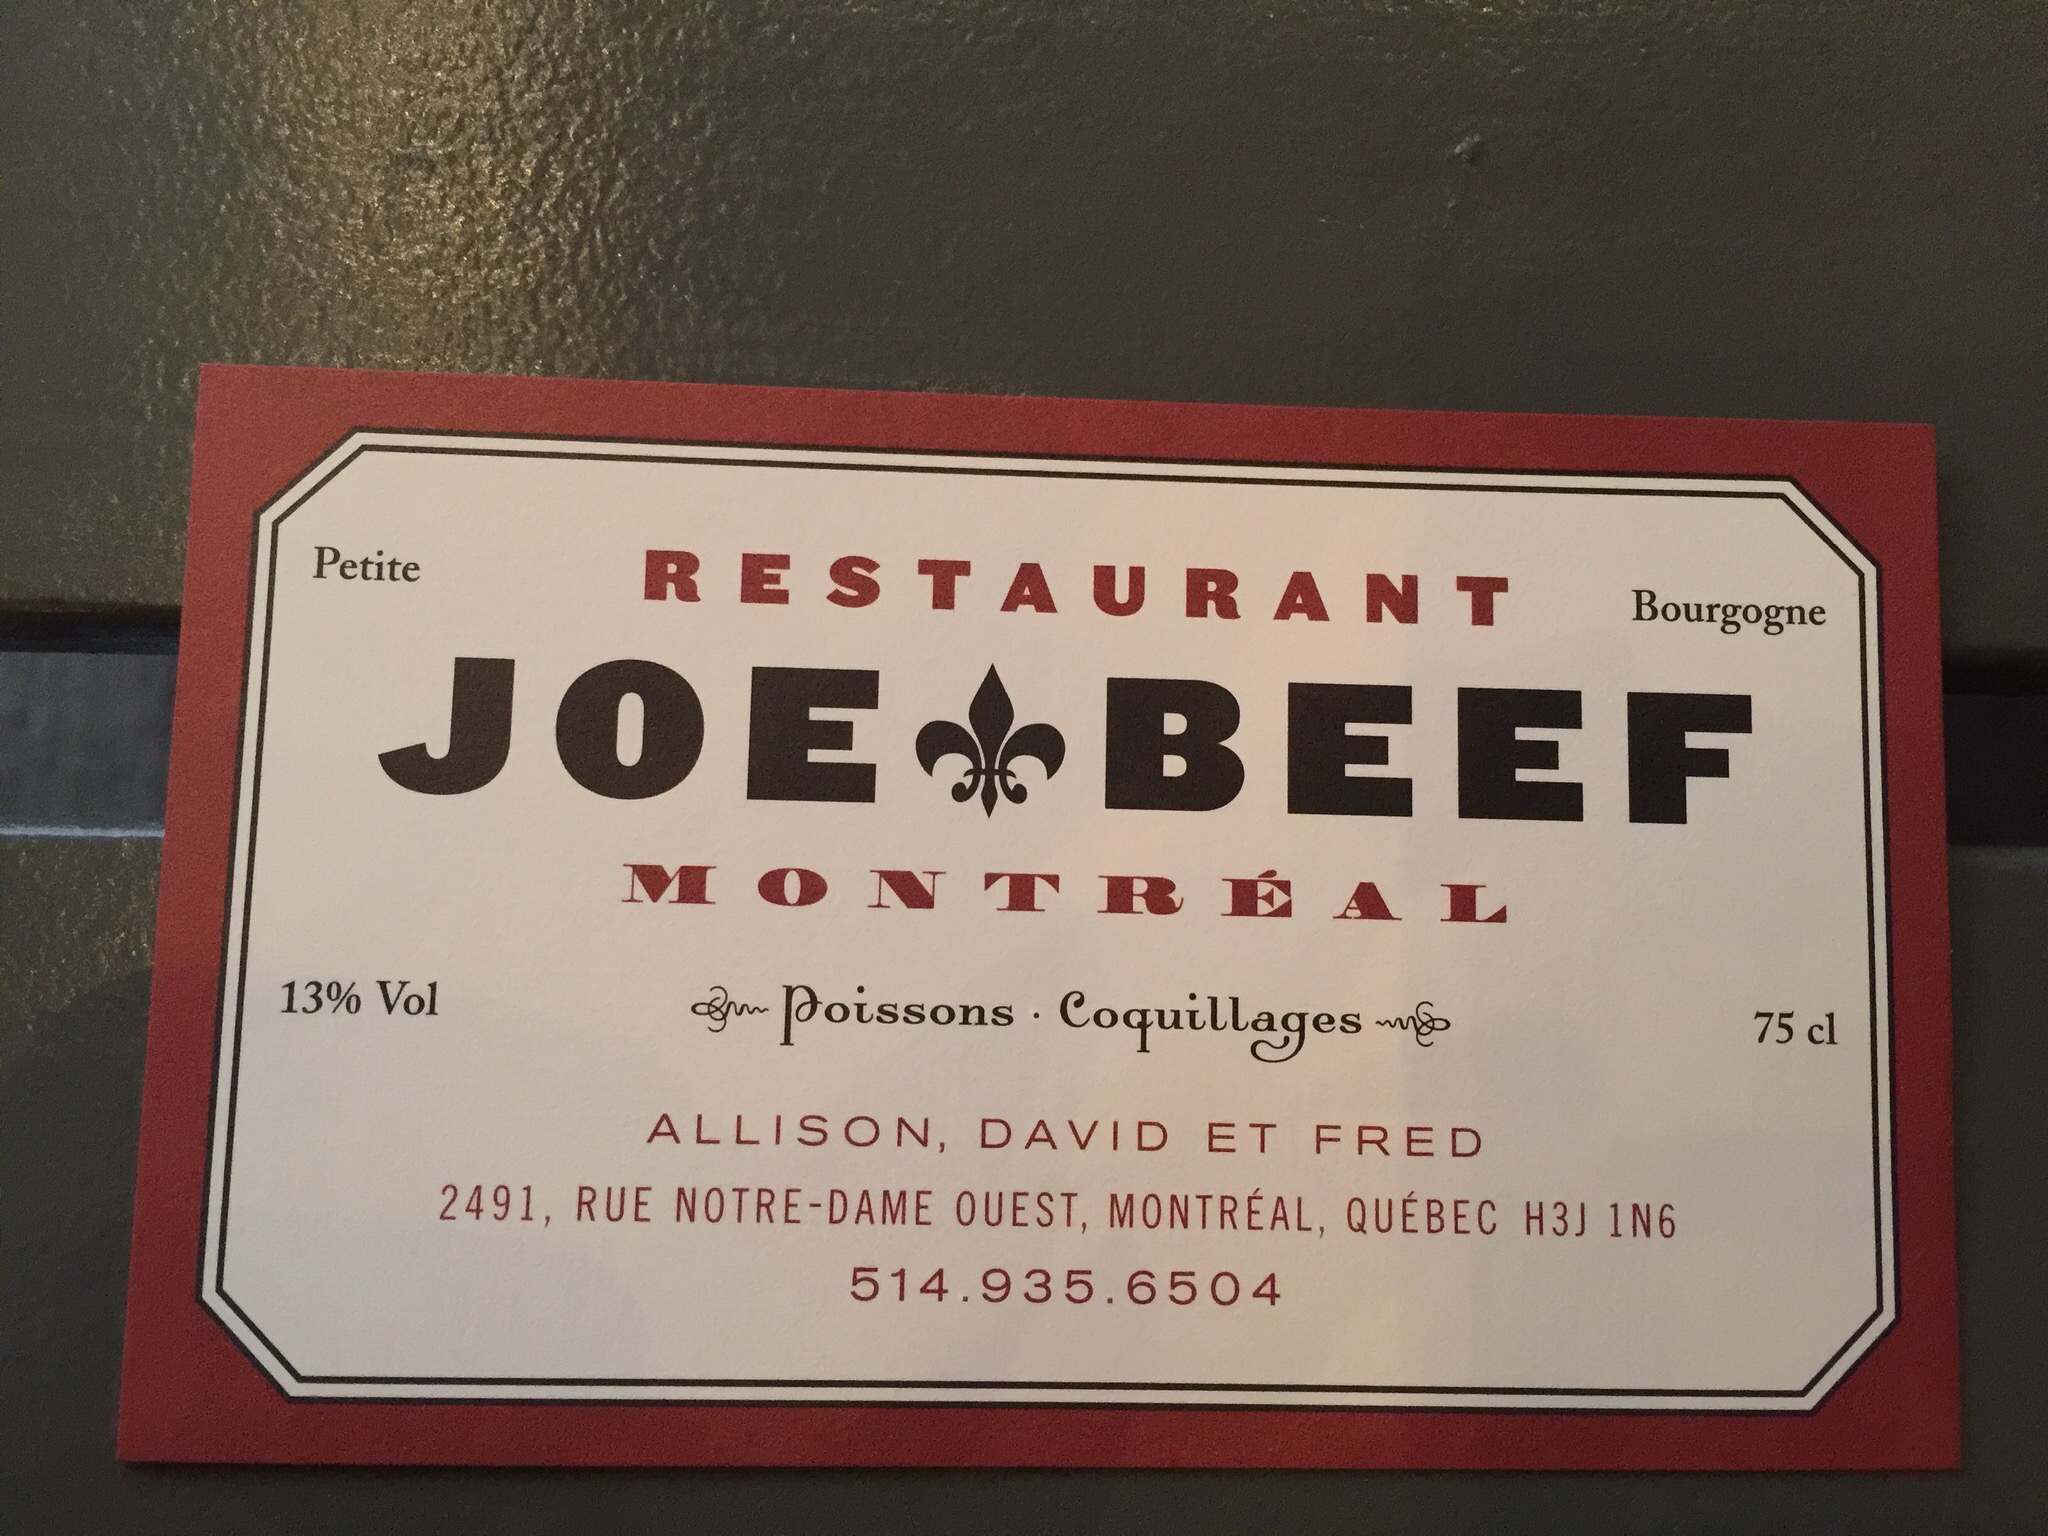 Petite
RESTAURANT
Bourgogne
JOE BEEF
MONTRÉAL
13% Vol
Poissons · Coquillages
75 cl
ALLISON, DAVID ET FRED
2491, RUE NOTRE-DAME OUEST, MONTRÉAL, QUÉBEC H3J 1N6
514.935.6504